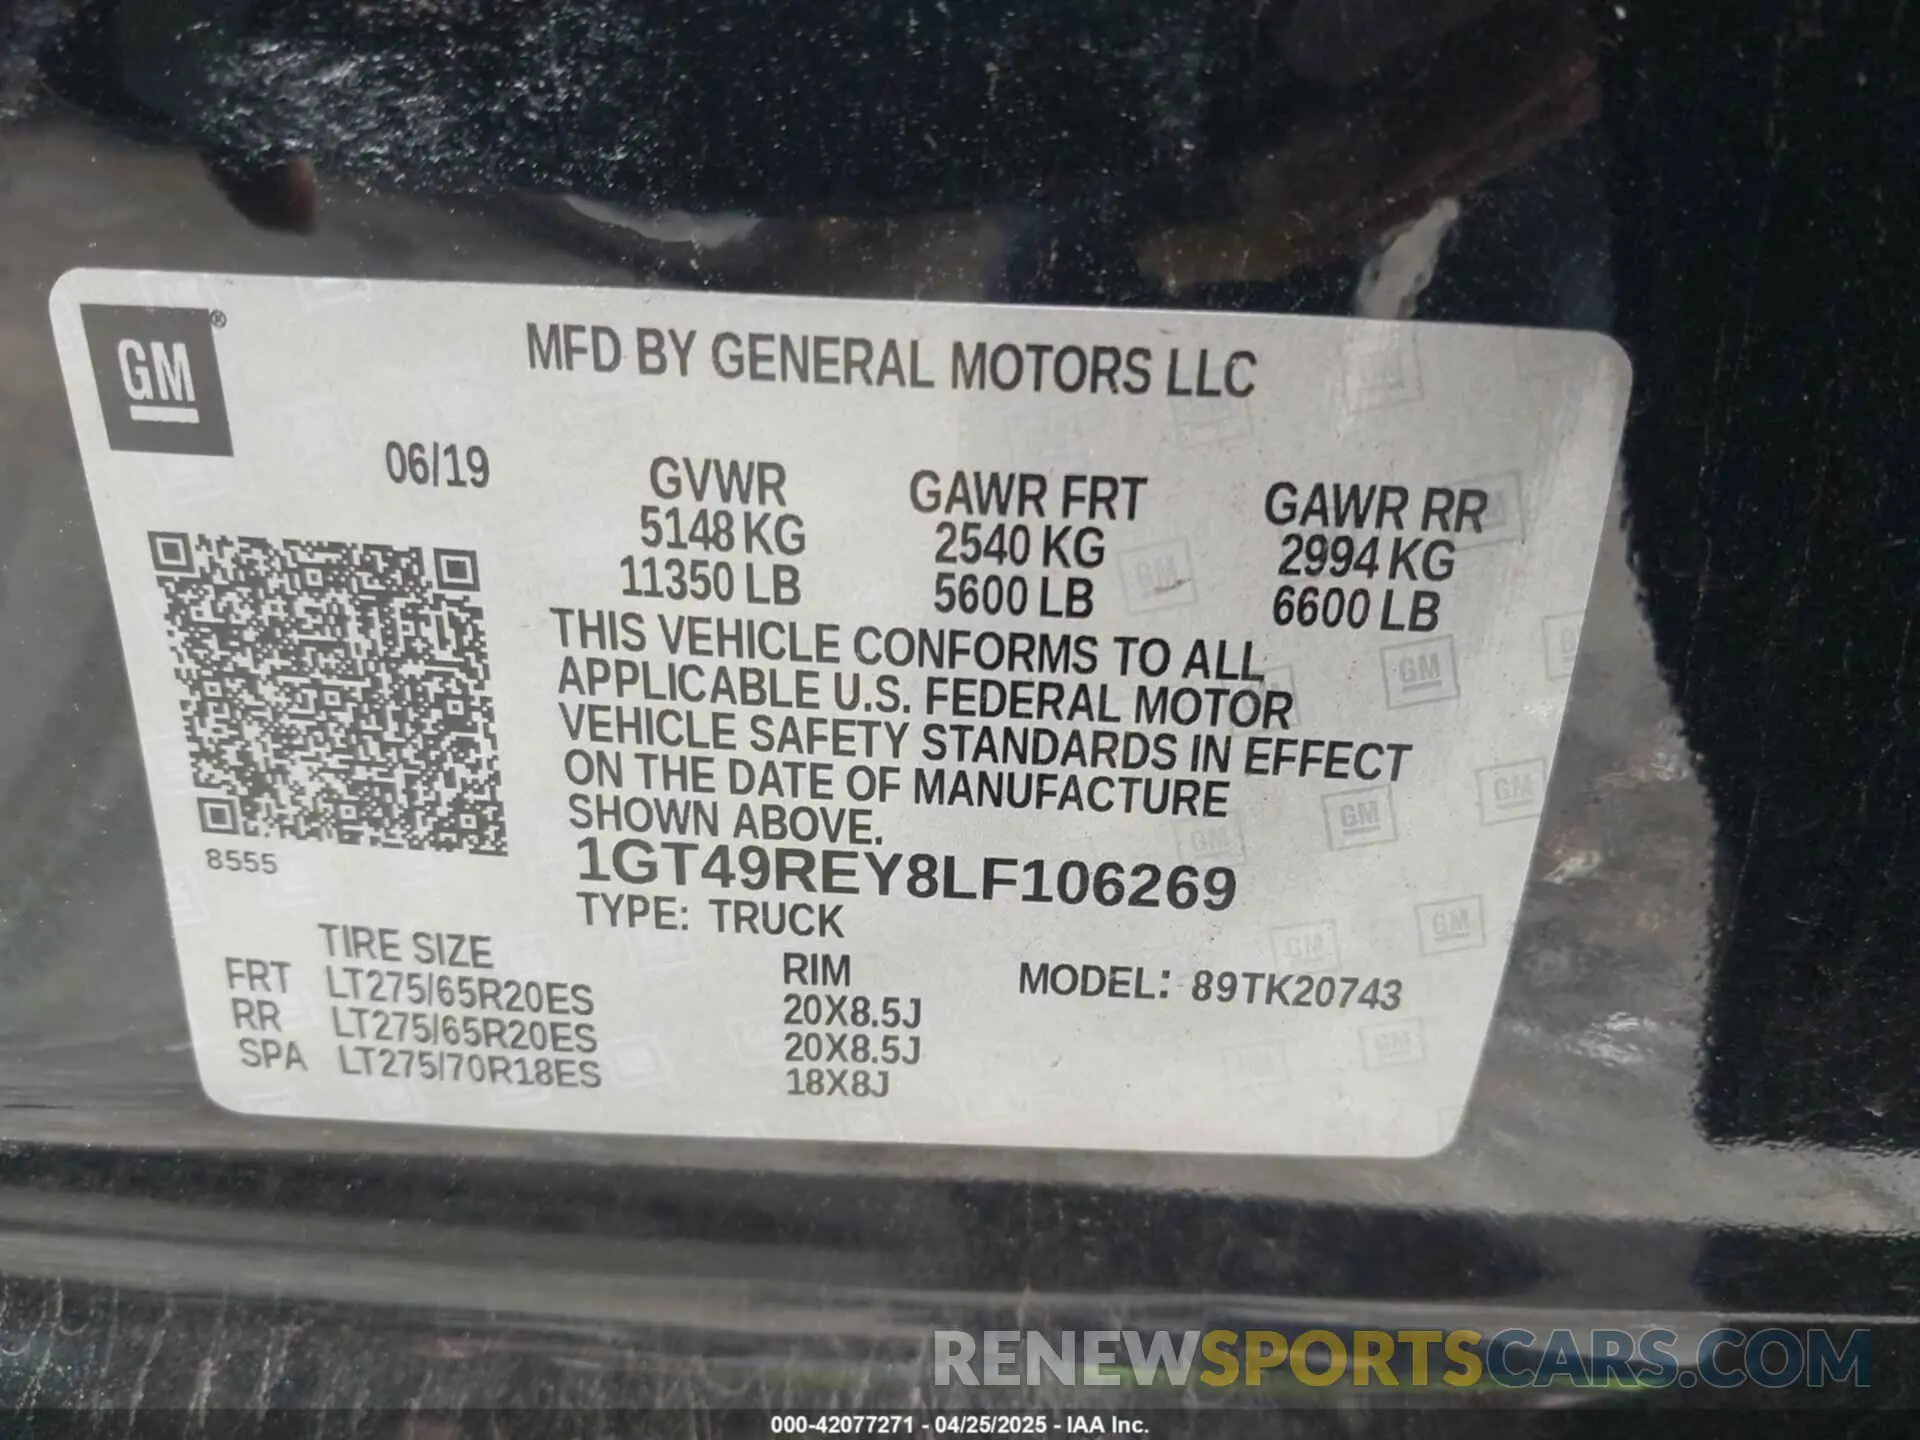 GM®
MFD BY GENERAL MOTORS LLC
06/19
GVWR GAWR FRT GAWR RR
5148 KG 2540 KG 2994 KG
11350 LB 5600 LB 6600 LB
THIS VEHICLE CONFORMS TO ALL
APPLICABLE U.S. FEDERAL MOTOR
VEHICLE SAFETY STANDARDS IN EFFECT
ON THE DATE OF MANUFACTURE
SHOWN ABOVE.
8555
1GT49REY8LF106269
TYPE: TRUCK
TIRE SIZE RIM MODEL: 89TK20743
FRT LT275/65R20ES 20X8.5J
RR LT275/65R20ES 20X8.5J
SPA LT275/70R18ES 18X8J
RENEWSPORTSCARS.COM
000-42077271 - 04/25/2025 - IAA Inc.